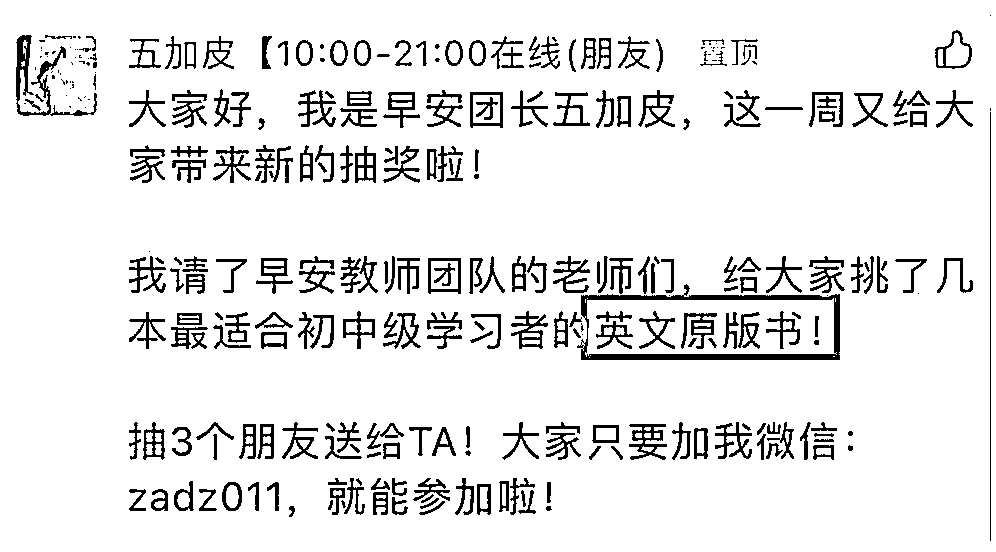 五加皮【10:00-21:00在线(朋友) 置顶
大家好，我是早安团长五加皮，这一周又给大
家带来新的抽奖啦！
我请了早安教师团队的老师们，给大家挑了几
本最适合初中级学习者的英文原版书！
抽3个朋友送给TA！大家只要加我微信：
zadz011，就能参加啦！